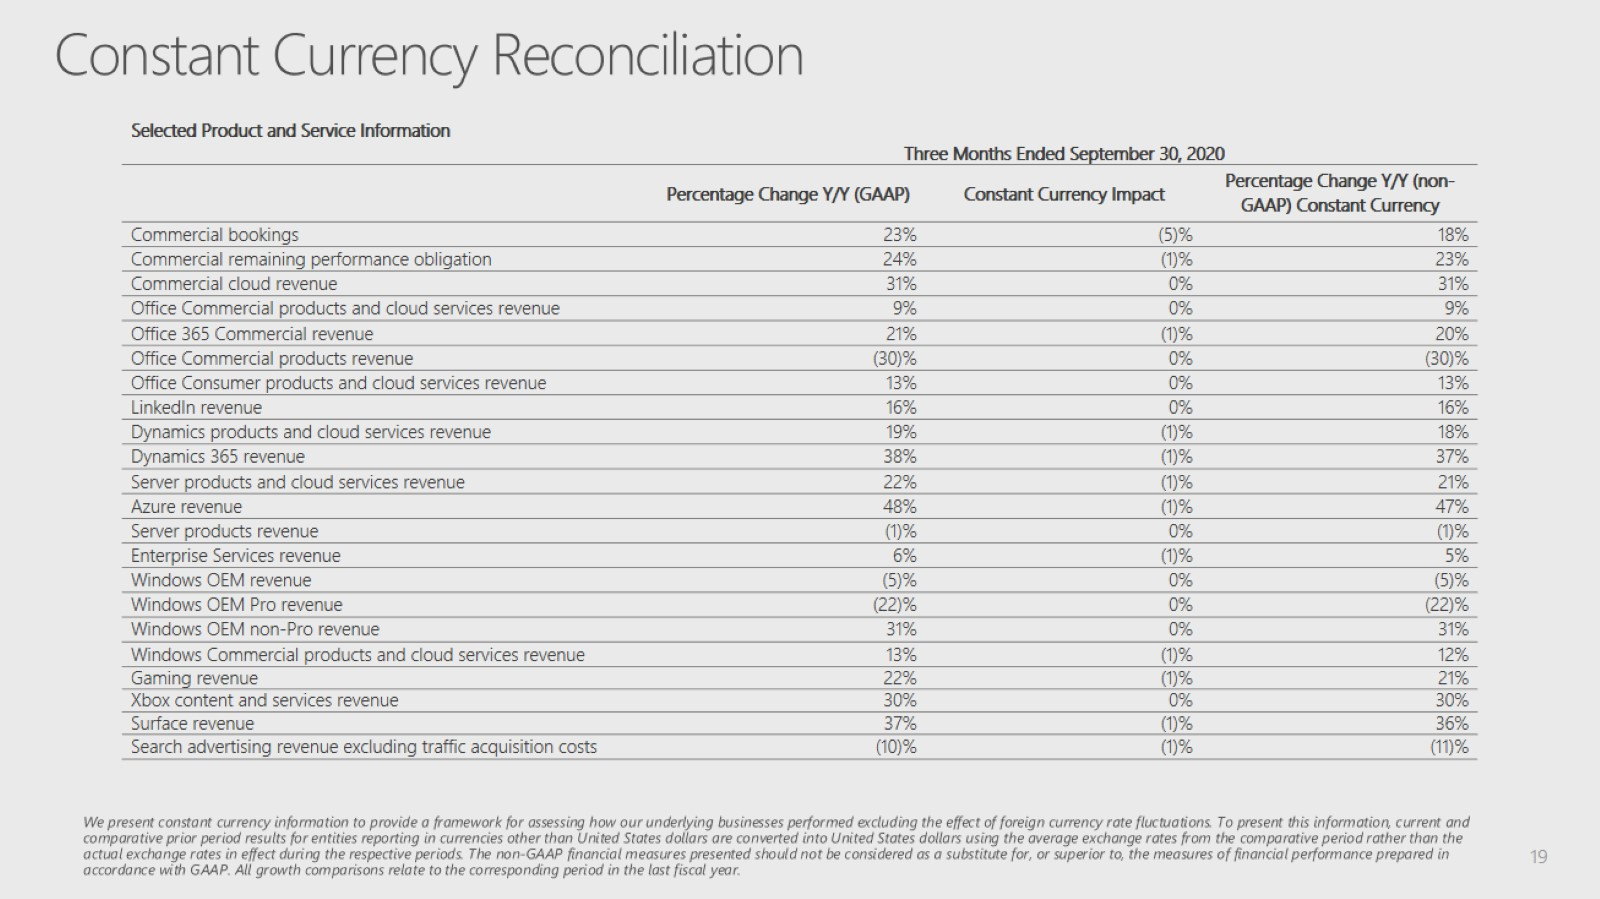 Constant Currency Reconciliation
Selected Product and Service Information
Three Months Ended September 30, 2020
Percentage Change Y/Y (GAAP) Constant Currency Impact Percentage Change Y/Y (non-
GAAP) Constant Currency
Commercial bookings 23% (5)% 18%
Commercial remaining performance obligation 24% (1)% 23%
Commercial cloud revenue 31% 0% 31%
Office Commercial products and cloud services revenue 9% 0% 9%
Office 365 Commercial revenue 21% (1)% 20%
Office Commercial products revenue (30)% 0% (30)%
Office Consumer products and cloud services revenue 13% 0% 13%
LinkedIn revenue 16% 0% 16%
Dynamics products and cloud services revenue 19% (1)% 18%
Dynamics 365 revenue 38% (1)% 37%
Server products and cloud services revenue 22% (1)% 21%
Azure revenue 48% (1)% 47%
Server products revenue (1)% 0% (1)%
Enterprise Services revenue 6% (1)% 5%
Windows OEM revenue (5)% 0% (5)%
Windows OEM Pro revenue (22)% 0% (22)%
Windows OEM non-Pro revenue 31% 0% 31%
Windows Commercial products and cloud services revenue 13% (1)% 12%
Gaming revenue 22% (1)% 21%
Xbox content and services revenue 30% 0% 30%
Surface revenue 37% (1)% 36%
Search advertising revenue excluding traffic acquisition costs (10)% (1)% (11)%
We present constant currency information to provide a framework for assessing how our underlying businesses performed excluding the effect of foreign currency rate fluctuations. To present this information, current and
comparative prior period results for entities reporting in currencies other than United States dollars are converted into United States dollars using the average exchange rates from the comparative period rather than the
actual exchange rates in effect during the respective periods. The non-GAAP financial measures presented should not be considered as a substitute for, or superior to, the measures of financial performance prepared in
accordance with GAAP. All growth comparisons relate to the corresponding period in the last fiscal year.
19